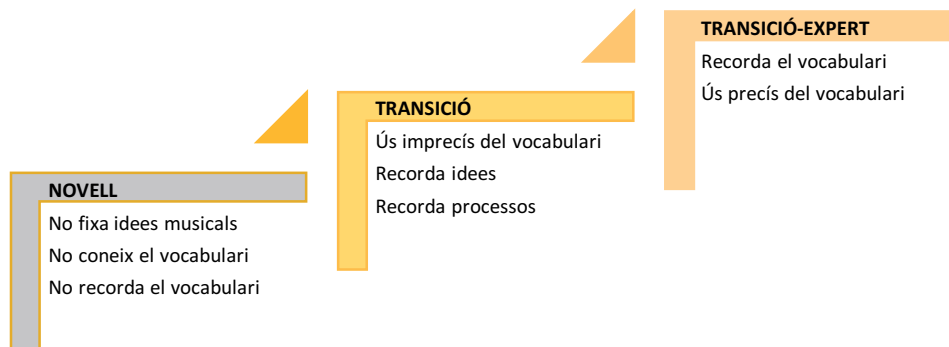 NOVELL
No fixa idees musicals
No coneix el vocabulari
No recorda el vocabulari
TRANSICIÓ
Ús imprecís del vocabulari
Recorda idees
Recorda processos
TRANSICIÓ-EXPERT
Recorda el vocabulari
Ús precís del vocabulari